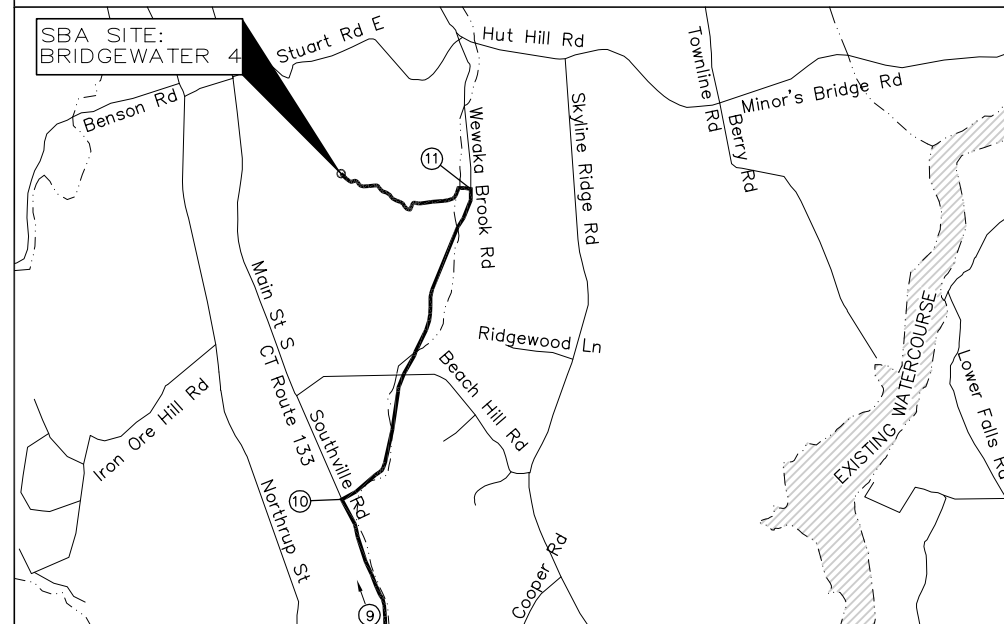 SBA SITE:
BRIDGEWATER 4
Stuart Rd E
Hut Hill Rd
Townline Rd
Minor's Bridge Rd
Benson Rd
Wewaka Brook Rd
Skyline Ridge Rd
Berry Rd
11
Main St S
CT Route 133
Ridgewood Ln
Beach Hill Rd
EXISTING WATERCOURSE
Lower Falls Rd
Iron Ore Hill Rd
Southville Rd
10
Northrup St
Cooper Rd
9